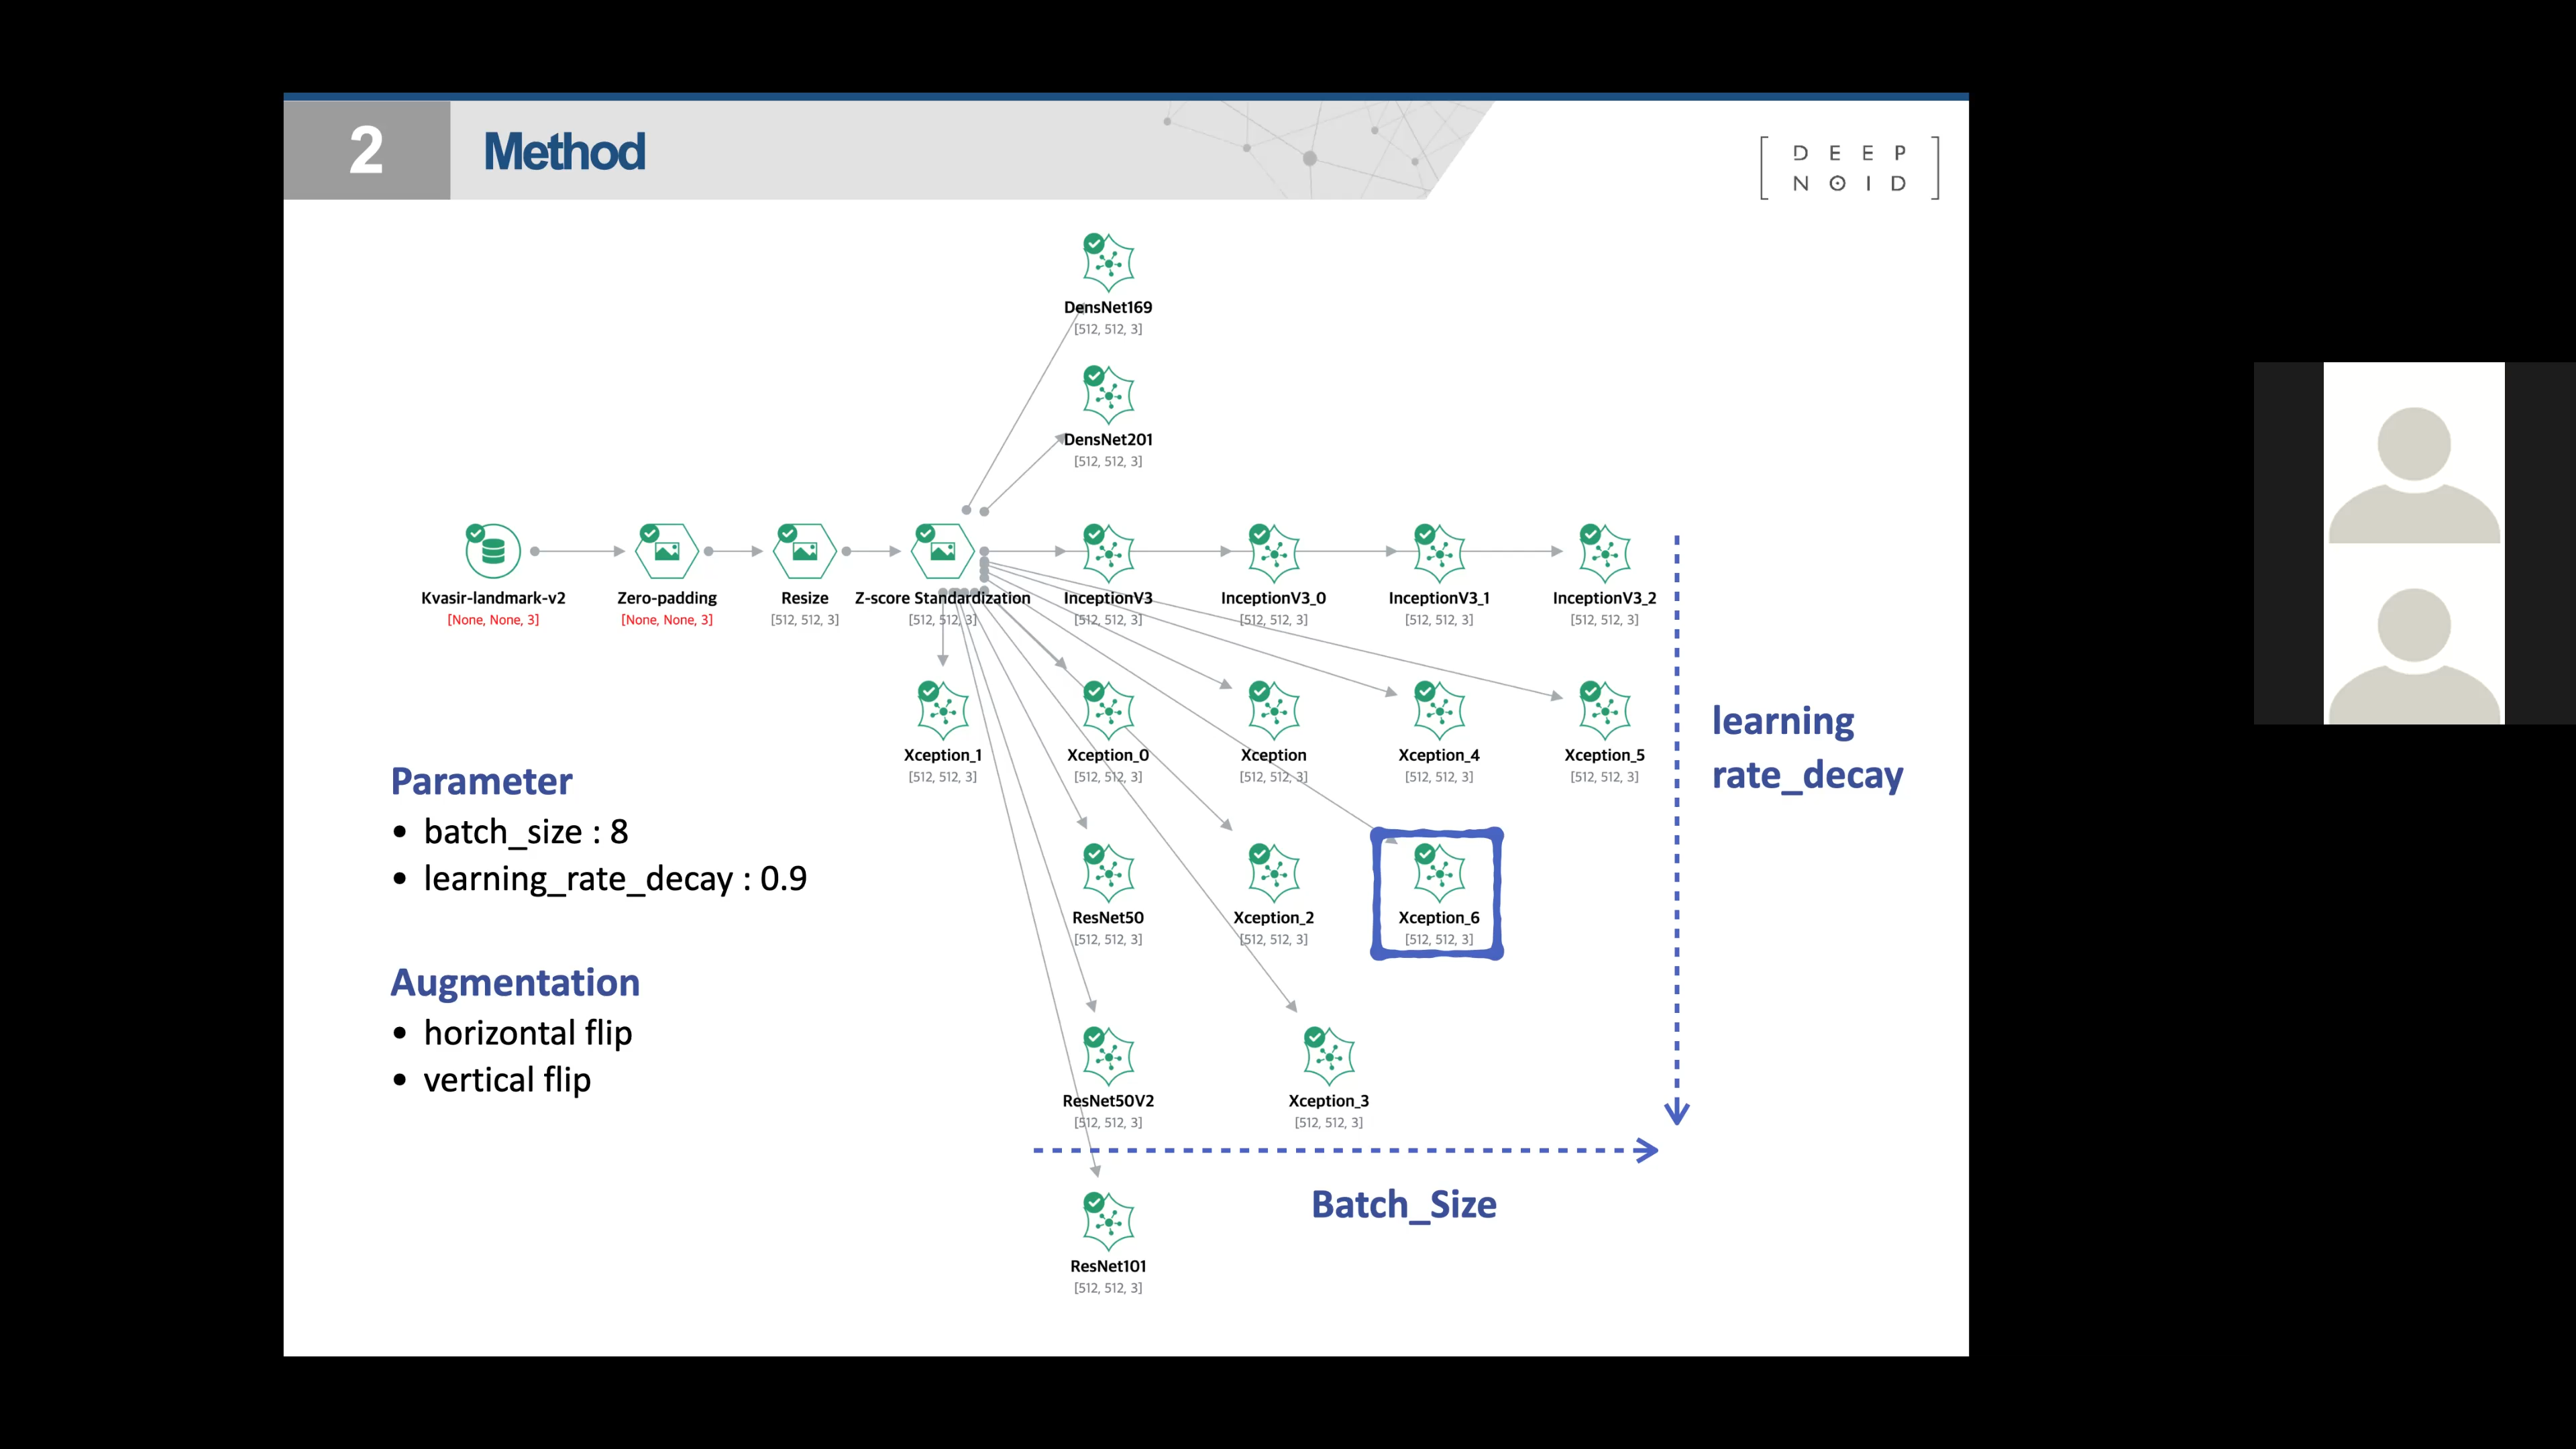 2
Method
DEEP
NOID
DensNet169
[512, 512, 3]
DensNet201
[512, 512, 3]
Kvasir-landmark-v2
[None, None, 3]
Zero-padding
[None, None, 3]
Resize
[512, 512, 3]
Z-score Standardization
[512, 512, 3]
InceptionV3
[512, 512, 3]
InceptionV3_0
[512, 512, 3]
InceptionV3_1
[512, 512, 3]
InceptionV3_2
[512, 512, 3]
Xception_1
[512, 512, 3]
Xception_0
[512, 512, 3]
Xception
[512, 512, 3]
Xception_4
[512, 512, 3]
Xception_5
[512, 512, 3]
learning
rate_decay
Parameter
• batch_size : 8
• learning_rate_decay : 0.9
ResNet50
[512, 512, 3]
Xception_2
[512, 512, 3]
Xception_6
[512, 512, 3]
Augmentation
• horizontal flip
• vertical flip
ResNet50V2
[512, 512, 3]
Xception_3
[512, 512, 3]
Batch_Size
ResNet101
[512, 512, 3]